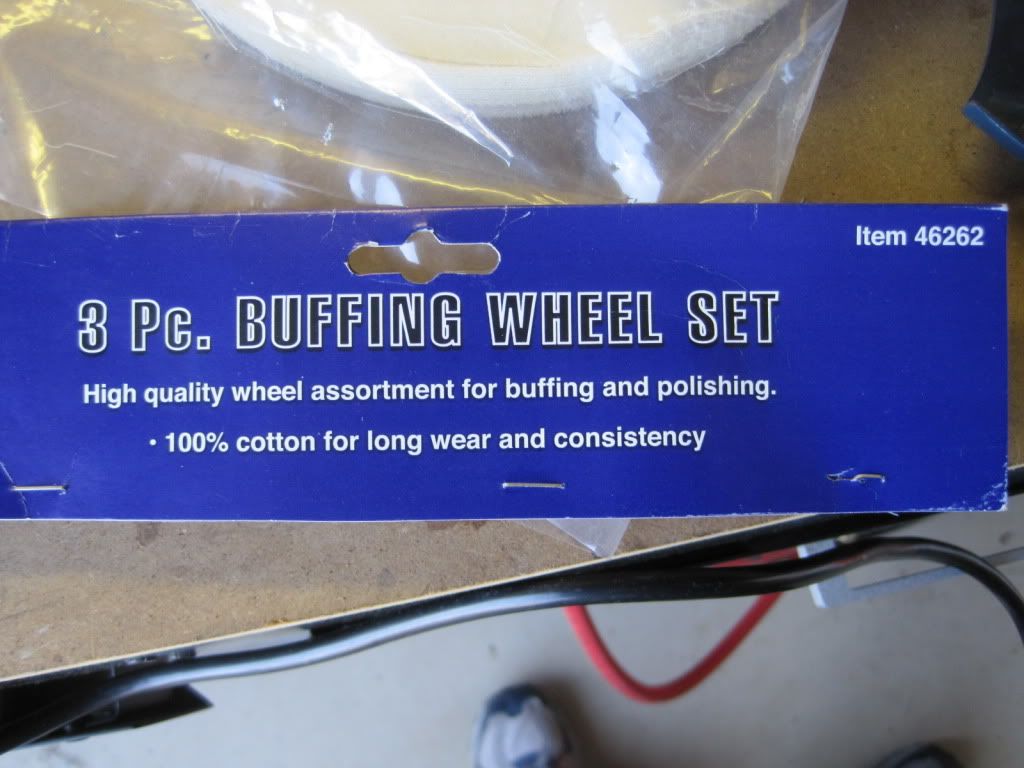 Item 46262
3 Pc. BUFFING WHEEL SET
High quality wheel assortment for buffing and polishing.
• 100% cotton for long wear and consistency